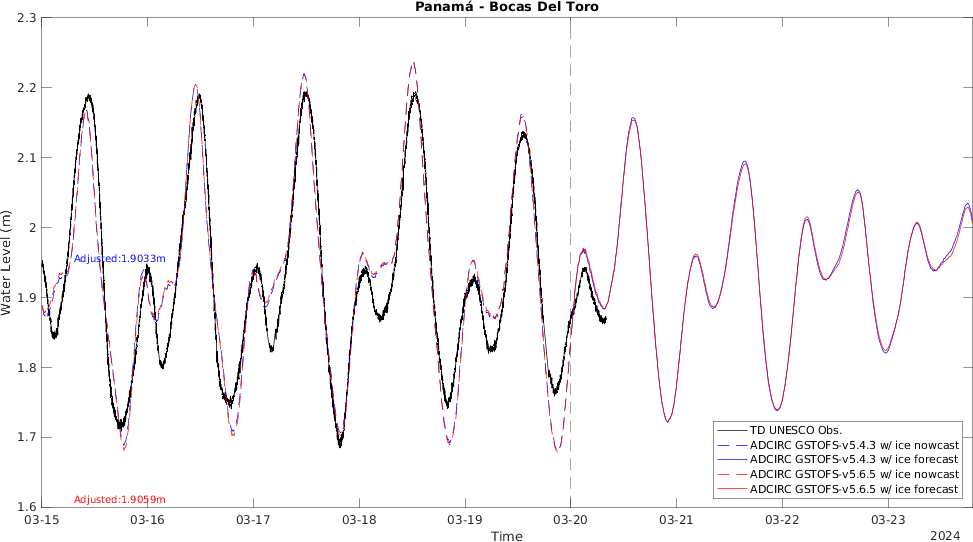 Panamá - Bocas Del Toro
2.3
2.2
2.1
2
1.9
1.8
1.7
1.6
Water Level (m)
Adjusted:1.9033m
Adjusted:1.9059m
TD UNESCO Obs.
ADCIRC GSTOFS-v5.4.3 w/ ice nowcast
ADCIRC GSTOFS-v5.4.3 w/ ice forecast
ADCIRC GSTOFS-v5.6.5 w/ ice nowcast
ADCIRC GSTOFS-v5.6.5 w/ ice forecast
03-15 03-16 03-17 03-18 03-19 03-20 03-21 03-22 03-23
Time
2024